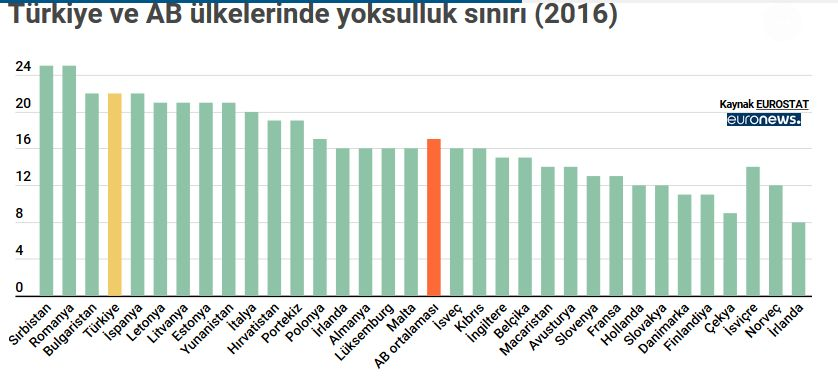 Türkiye ve AB ülkelerinde yoksulluk sınırı (2016)
24
20
16
12
8
4
0
Kaynak EUROSTAT
euronews.
Sırbistan
Romanya
Bulgaristan
Türkiye
İspanya
Letonya
Litvanya
Estonya
Yunanistan
İtalya
Hırvatistan
Portekiz
Polonya
İrlanda
Almanya
Lüksemburg
Malta
AB ortalaması
İsveç
Kıbrıs
İngiltere
Belçika
Macaristan
Avusturya
Slovenya
Fransa
Hollanda
Slovakya
Danimarka
Finlandiya
Çekya
İsviçre
Norveç
İrlanda